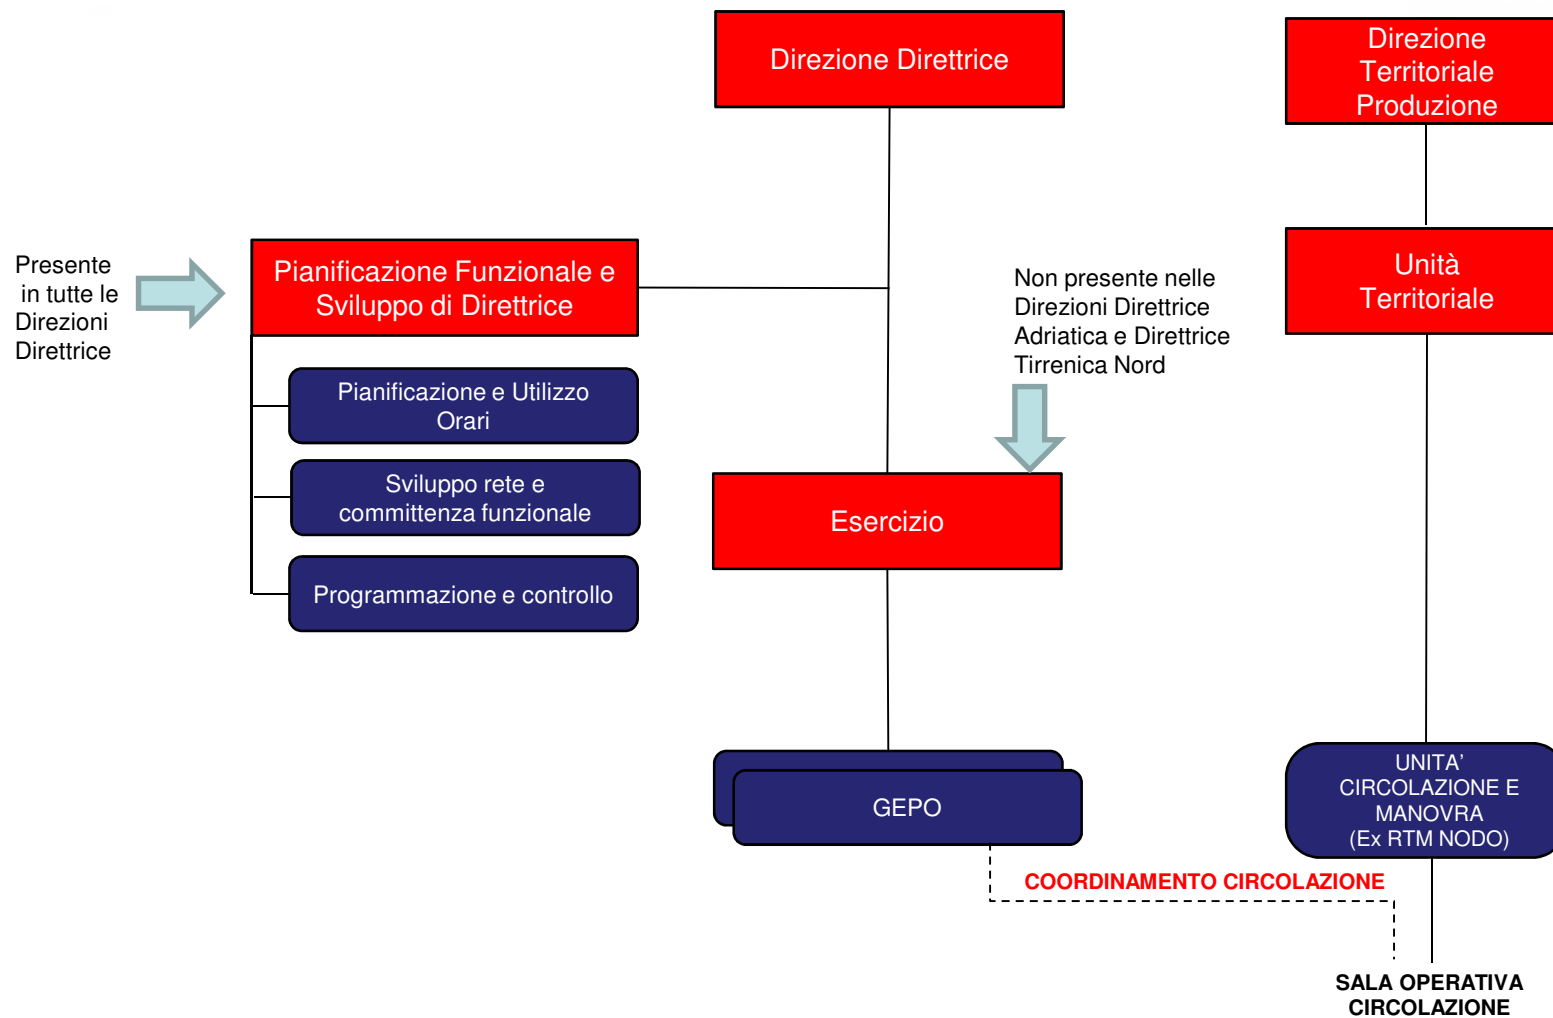 Direzione Direttrice
Direzione
Territoriale
Produzione
Presente
in tutte le
Direzioni
Direttrice
Pianificazione Funzionale e
Sviluppo di Direttrice
Non presente nelle
Direzioni Direttrice
Adriatica e Direttrice
Tirrenica Nord
Unità
Territoriale
Pianificazione e Utilizzo
Orari
Sviluppo rete e
committenza funzionale
Programmazione e controllo
Esercizio
GEPO
UNITA'
CIRCOLAZIONE E
MANOVRA
(Ex RTM NODO)
COORDINAMENTO CIRCOLAZIONE
SALA OPERATIVA
CIRCOLAZIONE